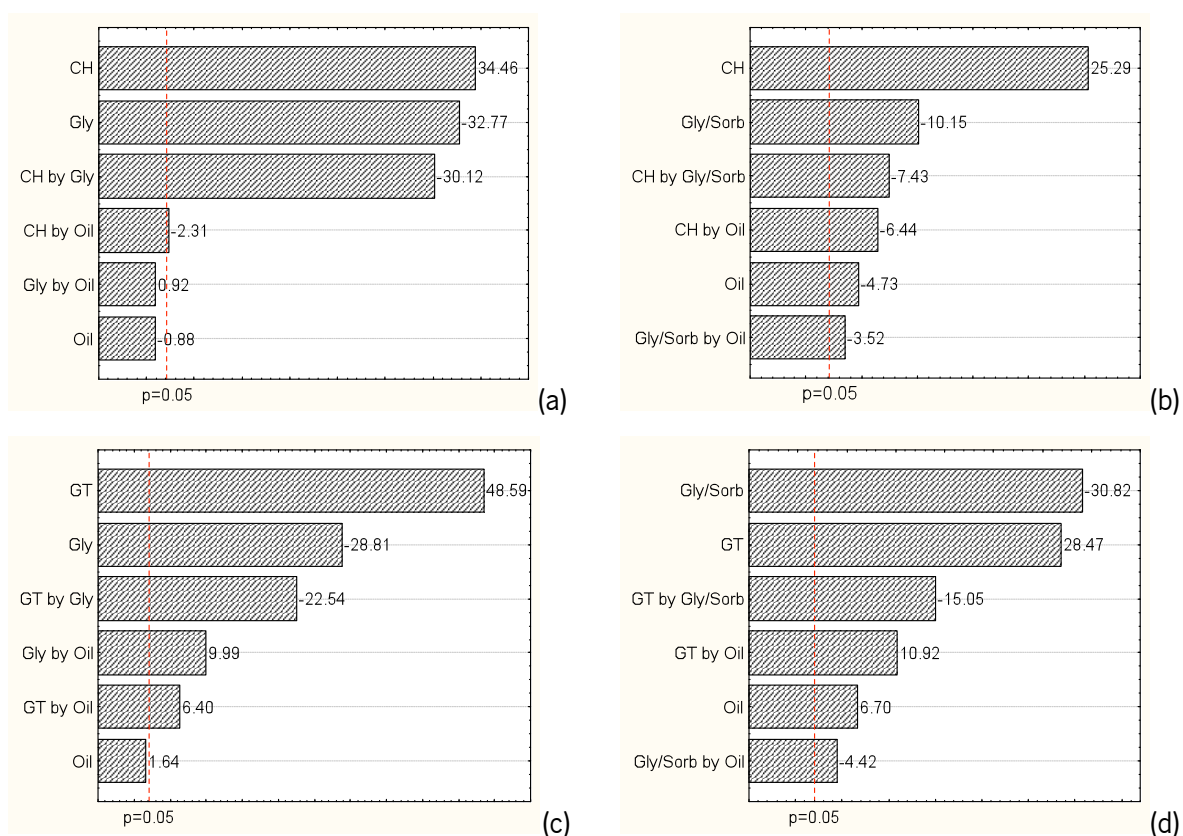 CH
34.46
Gly
-32.77
CH by Gly
-30.12
CH by Oil
-2.31
Gly by Oil
0.92
Oil
-0.88
p=0.05
(a)
CH
25.29
Gly/Sorb
-10.15
CH by Gly/Sorb
-7.43
CH by Oil
-6.44
Oil
-4.73
Gly/Sorb by Oil
-3.52
p=0.05
(b)
GT
48.59
Gly
-28.81
GT by Gly
-22.54
Gly by Oil
9.99
GT by Oil
6.40
Oil
1.64
p=0.05
(c)
Gly/Sorb
-30.82
GT
28.47
GT by Gly/Sorb
-15.05
GT by Oil
10.92
Oil
6.70
Gly/Sorb by Oil
-4.42
p=0.05
(d)